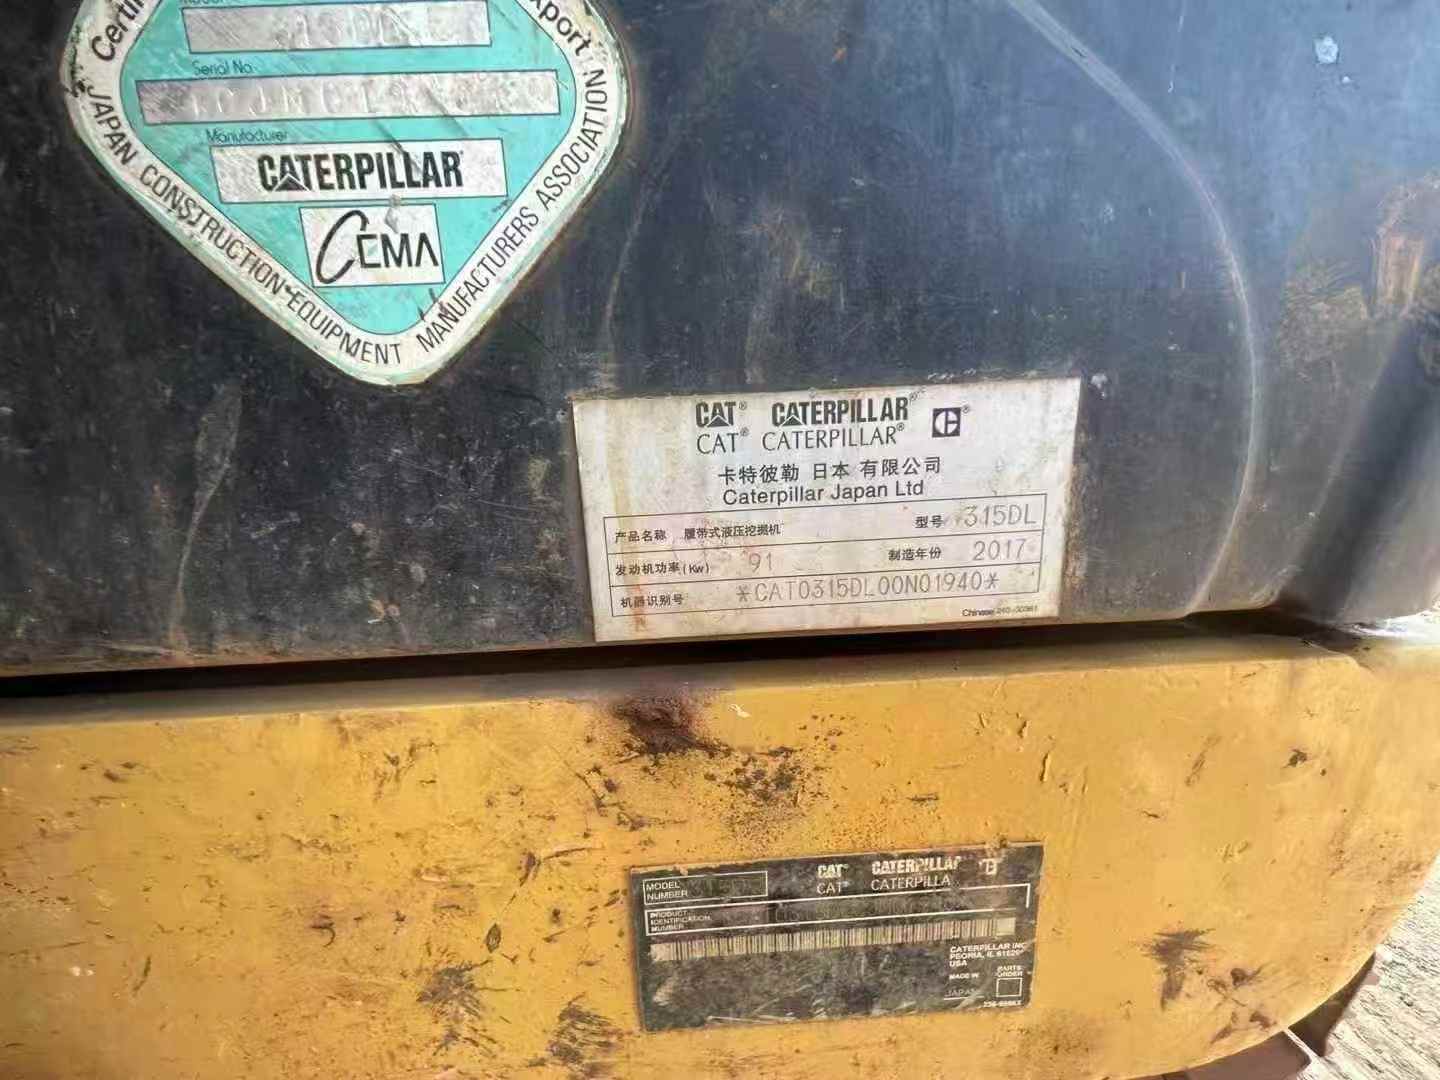 Serial No.
Manufacturer
CATERPILLAR
CEMA
JAPAN CONSTRUCTION EQUIPMENT MANUFACTURERS ASSOCIATION
CAT® CATERPILLAR® C®
CAT® CATERPILLAR®
卡特彼勒 日本 有限公司
Caterpillar Japan Ltd
产品名称 履带式液压挖掘机 型号 315DL
发动机功率(Kw) 91 制造年份 2017
机器识别号 *CAT0315DL00N01940*
Chinese
CAT CATERPILLAR
CAT CATERPILLA
MODEL
NUMBER
PRODUCT
IDENTIFICATION
NUMBER
CATERPILLAR INC
PEORIA, IL
USA
MADE IN
JAPAN
PARTS
ORDER